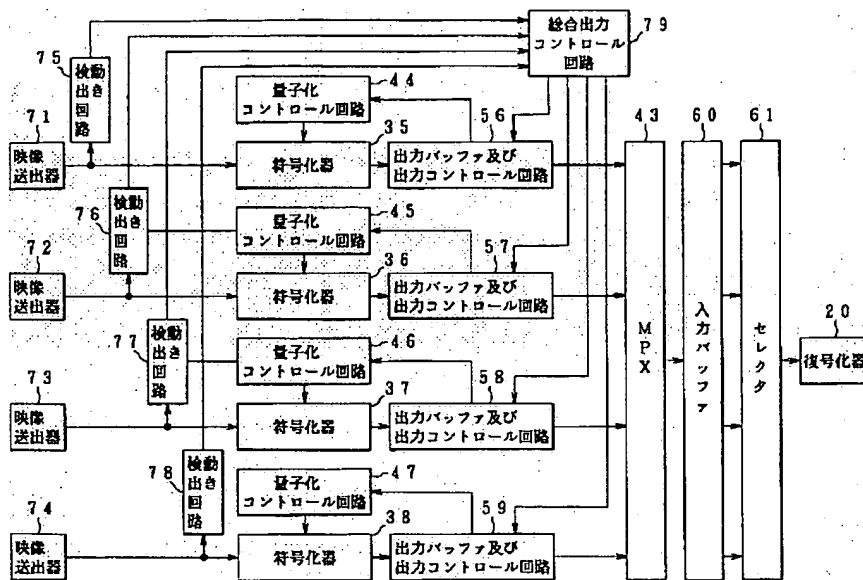 総合出力
コントロール
回路
79
75
動き
検出回路
量子化
コントロール回路
44
71
映像
送出器
符号化器
35
出力バッファ及び
出力コントロール回路
56
43
MPX
60
入力バッファ
61
セレクタ
20
復号化器
76
動き
検出回路
量子化
コントロール回路
45
72
映像
送出器
符号化器
36
出力バッファ及び
出力コントロール回路
57
77
動き
検出回路
量子化
コントロール回路
46
73
映像
送出器
符号化器
37
出力バッファ及び
出力コントロール回路
58
78
動き
検出回路
量子化
コントロール回路
47
74
映像
送出器
符号化器
38
出力バッファ及び
出力コントロール回路
59